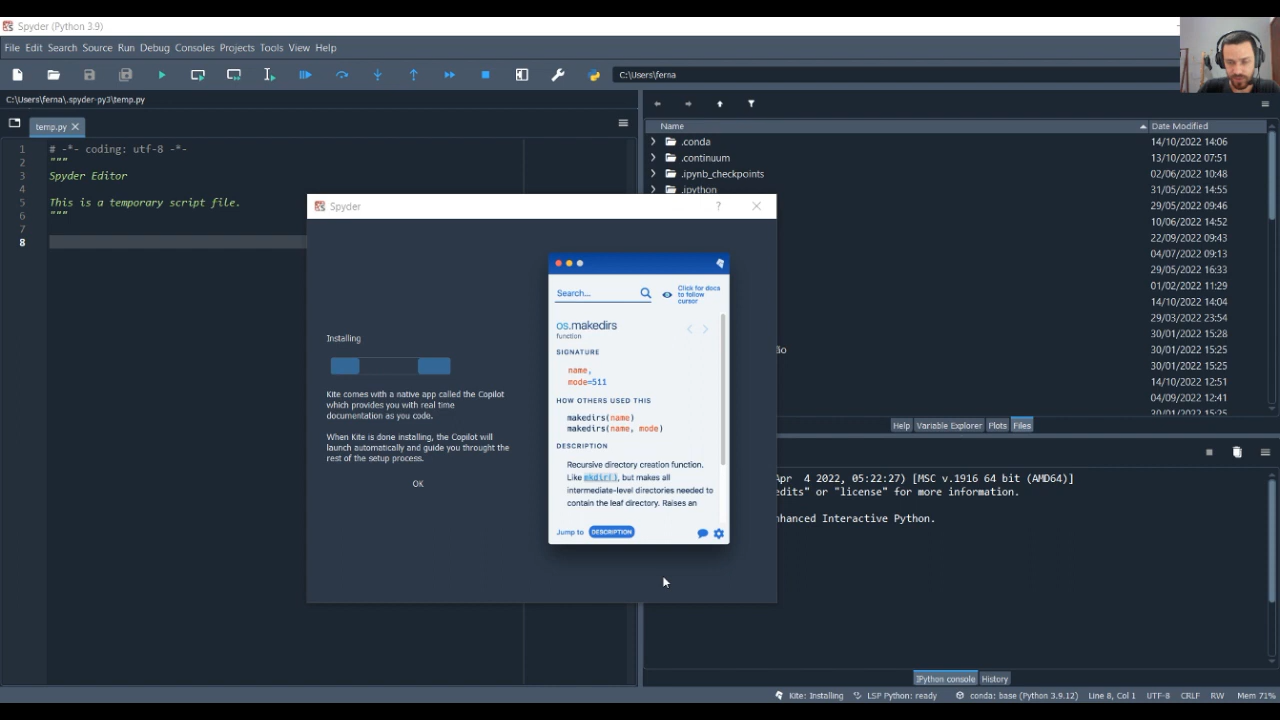 Spyder (Python 3.9)
File Edit Search Source Run Debug Consoles Projects Tools View Help
C:\Users\ferna
C:\Users\ferna\.spyder-py3\temp.py
temp.py
1 # -*- coding: utf-8 -*-
2 """
3 Spyder Editor
4
5 This is a temporary script file.
6 """
7
8
Name Date Modified
.conda 14/10/2022 14:06
.continuum 13/10/2022 07:51
.ipynb_checkpoints 02/06/2022 10:48
.ipython 31/05/2022 14:55
29/05/2022 09:46
10/06/2022 14:52
22/09/2022 09:43
04/07/2022 09:13
29/05/2022 16:33
01/02/2022 11:29
14/10/2022 14:04
29/03/2022 23:54
30/01/2022 15:28
ão 30/01/2022 15:25
30/01/2022 15:25
14/10/2022 12:51
04/09/2022 12:41
30/01/2022 15:25
Help Variable Explorer Plots Files
Spyder ?
Installing
Kite comes with a native app called the Copilot
which provides you with real time
documentation as you code.
When Kite is done installing, the Copilot will
launch automatically and guide you throught the
rest of the setup process.
OK
Search...
Click for docs
to follow
cursor
os.makedirs
function
SIGNATURE
name,
mode=511
HOW OTHERS USED THIS
makedirs(name)
makedirs(name, mode)
DESCRIPTION
Recursive directory creation function.
Like mkdir(), but makes all
intermediate-level directories needed to
contain the leaf directory. Raises an
Jump to DESCRIPTION
Apr 4 2022, 05:22:27) [MSC v.1916 64 bit (AMD64)]
edits" or "license" for more information.
nhanced Interactive Python.
IPython console History
Kite: Installing LSP Python: ready conda: base (Python 3.9.12) Line 8, Col 1 UTF-8 CRLF RW Mem 71%